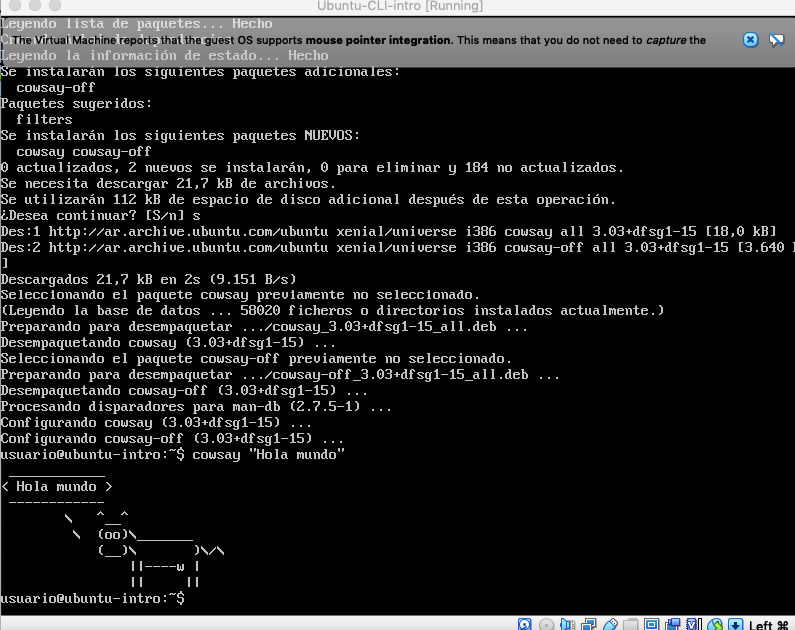 Ubuntu-CLI-intro [Running]
Leyendo lista de paquetes... Hecho
The Virtual Machine reports that the guest OS supports mouse pointer integration. This means that you do not need to capture the
Leyendo la información de estado... Hecho
Se instalarán los siguientes paquetes adicionales:
  cowsay-off
Paquetes sugeridos:
  filters
Se instalarán los siguientes paquetes NUEVOS:
  cowsay cowsay-off
0 actualizados, 2 nuevos se instalarán, 0 para eliminar y 184 no actualizados.
Se necesita descargar 21,7 kB de archivos.
Se utilizarán 112 kB de espacio de disco adicional después de esta operación.
¿Desea continuar? [S/n] s
Des:1 http://ar.archive.ubuntu.com/ubuntu xenial/universe i386 cowsay all 3.03+dfsg1-15 [18,0 kB]
Des:2 http://ar.archive.ubuntu.com/ubuntu xenial/universe i386 cowsay-off all 3.03+dfsg1-15 [3.640
]
Descargados 21,7 kB en 2s (9.151 B/s)
Seleccionando el paquete cowsay previamente no seleccionado.
(Leyendo la base de datos ... 58020 ficheros o directorios instalados actualmente.)
Preparando para desempaquetar .../cowsay_3.03+dfsg1-15_all.deb ...
Desempaquetando cowsay (3.03+dfsg1-15) ...
Seleccionando el paquete cowsay-off previamente no seleccionado.
Preparando para desempaquetar .../cowsay-off_3.03+dfsg1-15_all.deb ...
Desempaquetando cowsay-off (3.03+dfsg1-15) ...
Procesando disparadores para man-db (2.7.5-1) ...
Configurando cowsay (3.03+dfsg1-15) ...
Configurando cowsay-off (3.03+dfsg1-15) ...
usuario@ubuntu-intro:~$ cowsay "Hola mundo"
 ____________
< Hola mundo >
 ------------
        \   ^__^
         \  (oo)\_______
            (__)\       )\/\
                ||----w |
                ||     ||
usuario@ubuntu-intro:~$
Left ⌘